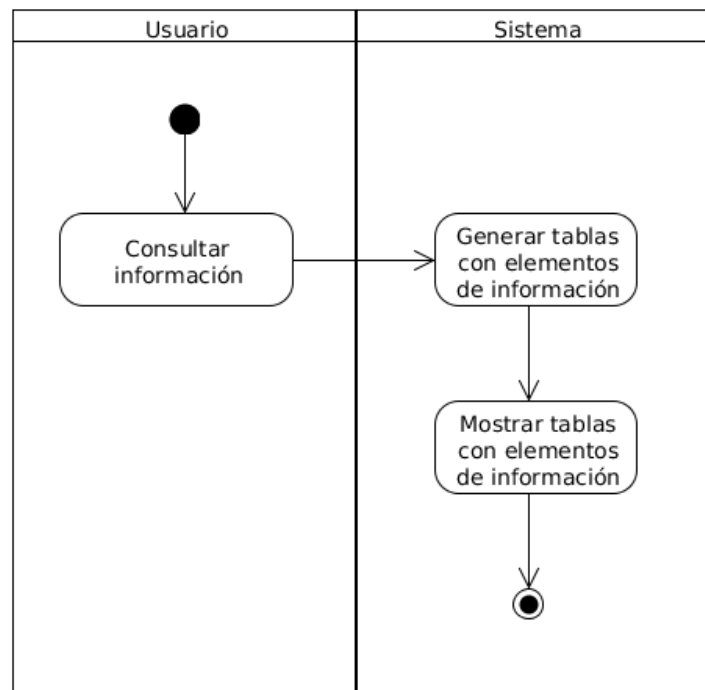 Usuario
Sistema
Consultar
información
Generar tablas
con elementos
de información
Mostrar tablas
con elementos
de información